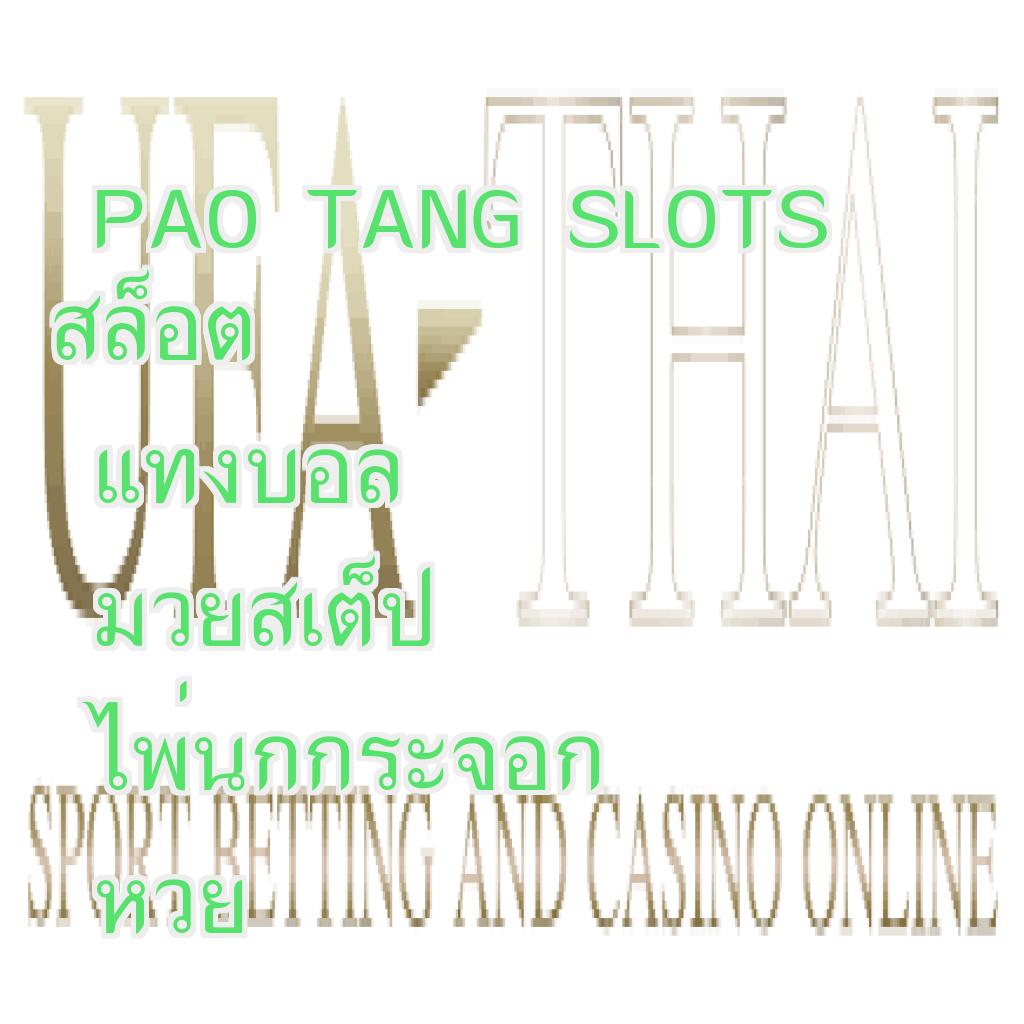 UFA THAI
PAO TANG SLOTS
สล็อต
แทงบอล
มวยสเต็ป
ไพ่นกกระจอก
SPORT BETTING AND CASINO ONLINE
หวย